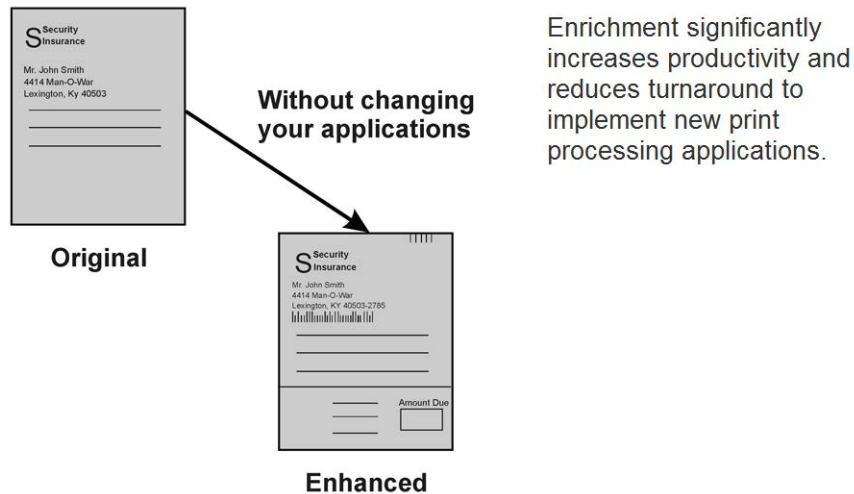 Security
S Insurance
Mr. John Smith
4414 Man-O-War
Lexington, Ky 40503
Original
Without changing
your applications
Enrichment significantly
increases productivity and
reduces turnaround to
implement new print
processing applications.
Security
S Insurance
Mr. John Smith
4414 Man-O-War
Lexington, KY 40503-2785
Amount Due
Enhanced